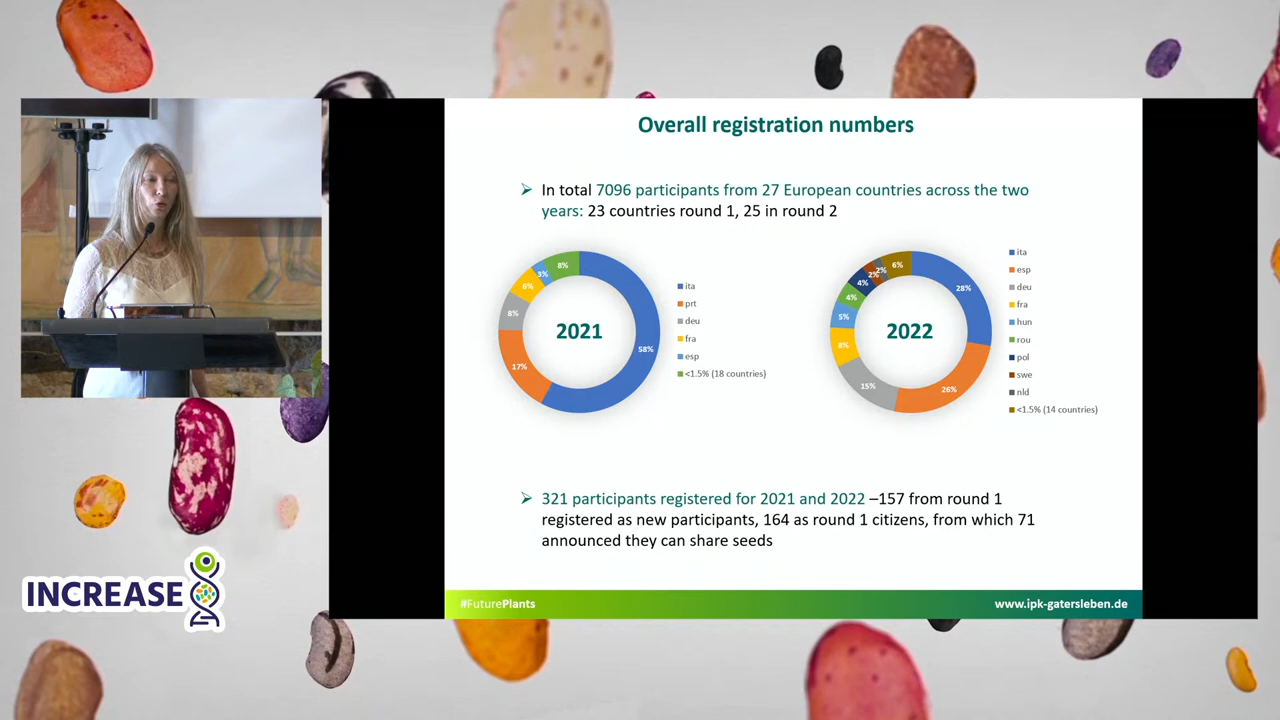 Overall registration numbers
➢ In total 7096 participants from 27 European countries across the two
years: 23 countries round 1, 25 in round 2
2021
58%
17%
8%
6%
3%
8%
ita
prt
deu
fra
esp
<1.5% (18 countries)
2022
28%
26%
15%
8%
5%
4%
4%
2%
2%
6%
ita
esp
deu
fra
hun
rou
pol
swe
nld
<1.5% (14 countries)
➢ 321 participants registered for 2021 and 2022 –157 from round 1
registered as new participants, 164 as round 1 citizens, from which 71
announced they can share seeds
#FuturePlants
www.ipk-gatersleben.de
INCREASE